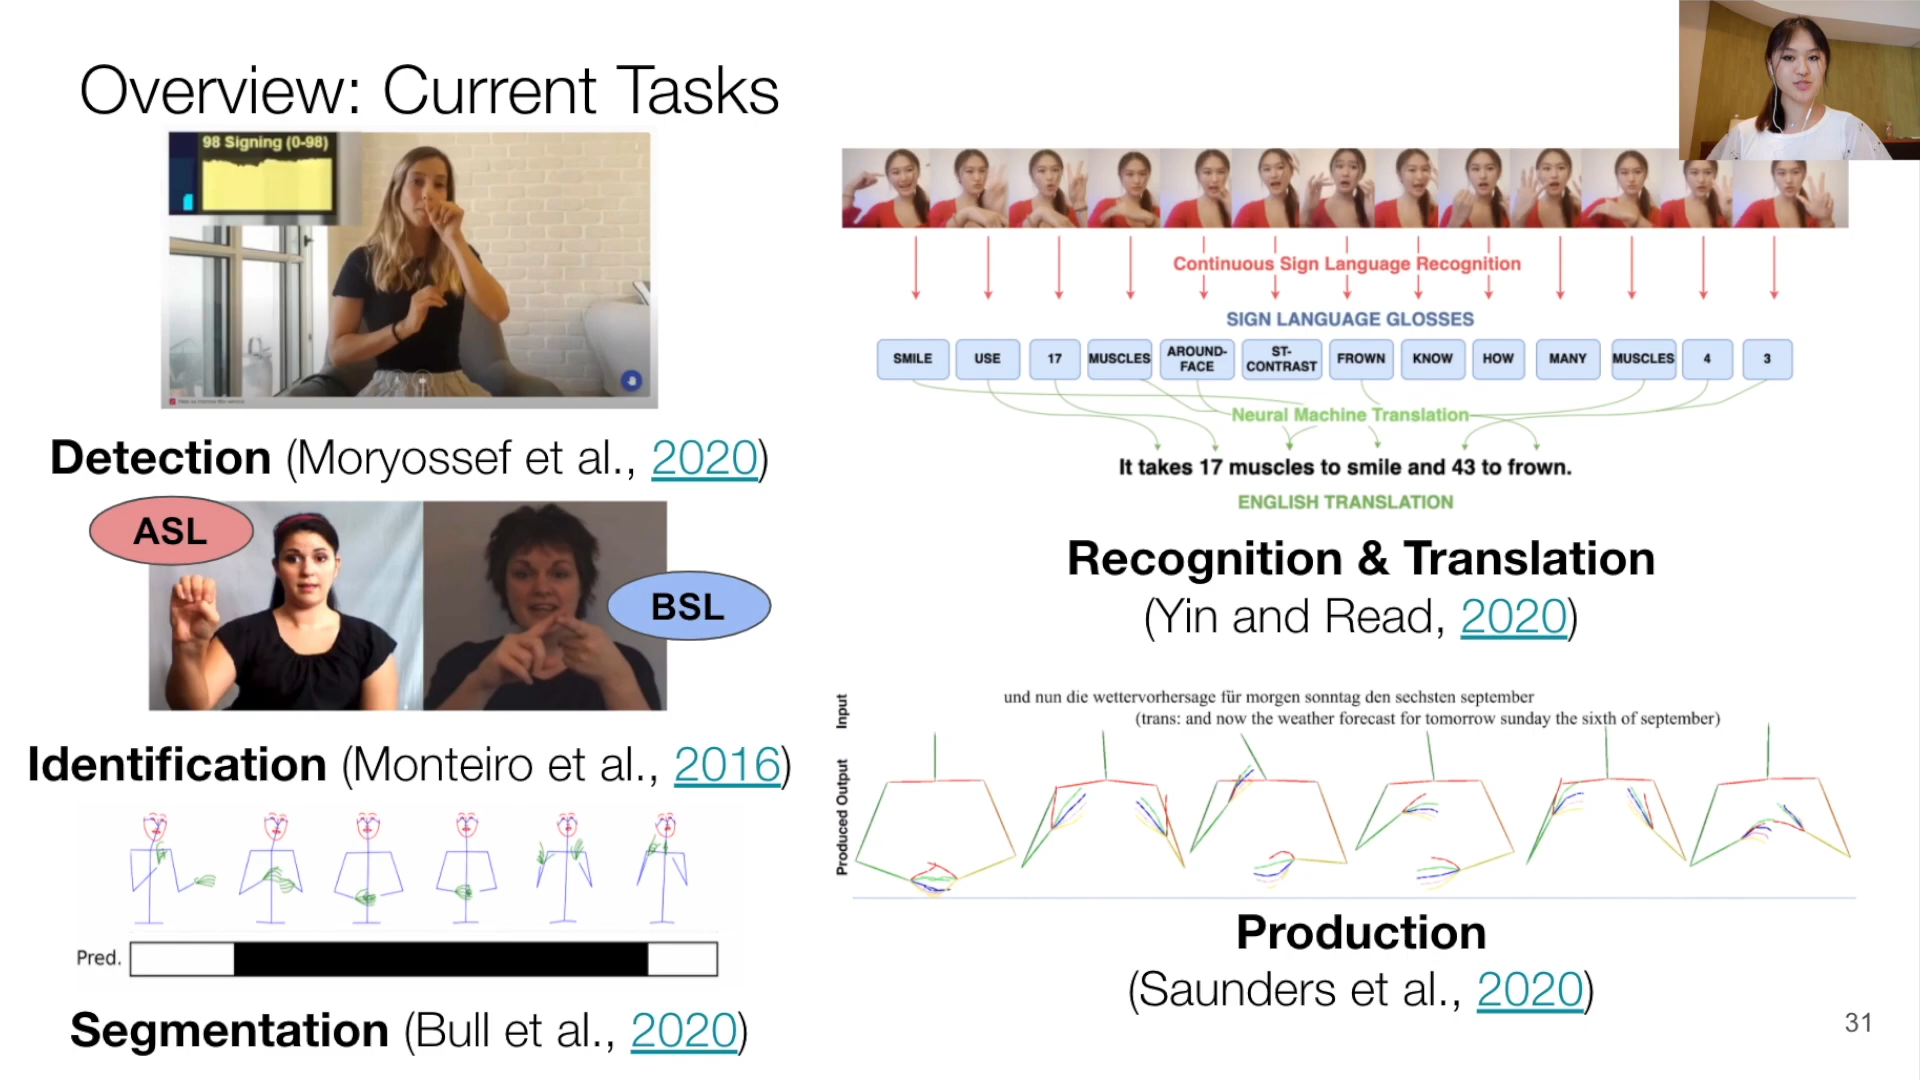 Overview: Current Tasks
98 Signing (0-98)
Detection (Moryossef et al., 2020)
ASL
BSL
Identification (Monteiro et al., 2016)
Pred.
Segmentation (Bull et al., 2020)
Continuous Sign Language Recognition
SIGN LANGUAGE GLOSSES
SMILE USE 17 MUSCLES AROUND-FACE ST-CONTRAST FROWN KNOW HOW MANY MUSCLES 4 3
Neural Machine Translation
It takes 17 muscles to smile and 43 to frown.
ENGLISH TRANSLATION
Recognition & Translation
(Yin and Read, 2020)
Input
und nun die wettervorhersage für morgen sonntag den sechsten september
(trans: and now the weather forecast for tomorrow sunday the sixth of september)
Produced Output
Production
(Saunders et al., 2020)
31